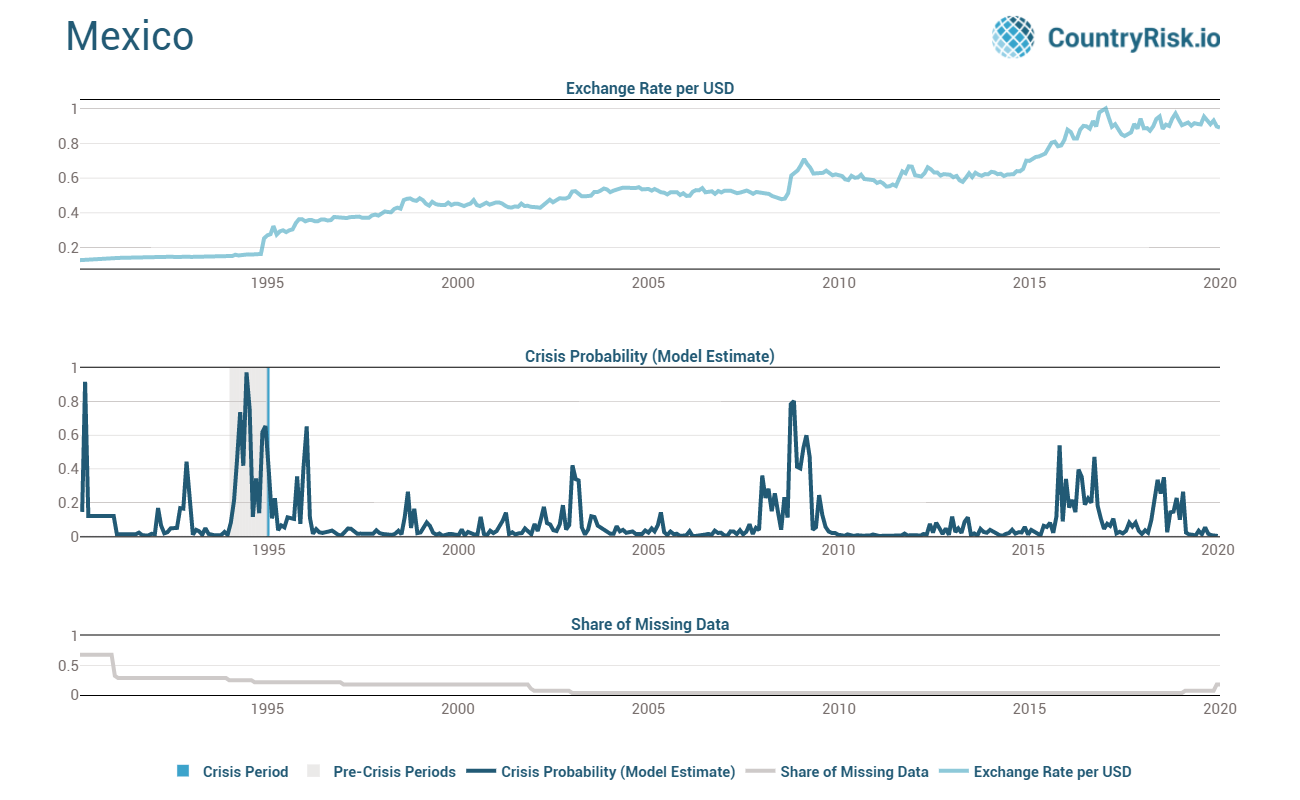 Mexico
CountryRisk.io
Exchange Rate per USD
1
0.8
0.6
0.4
0.2
1995 2000 2005 2010 2015 2020
Crisis Probability (Model Estimate)
1
0.8
0.6
0.4
0.2
0
1995 2000 2005 2010 2015 2020
Share of Missing Data
1
0.5
0
1995 2000 2005 2010 2015 2020
Crisis Period Pre-Crisis Periods Crisis Probability (Model Estimate) Share of Missing Data Exchange Rate per USD